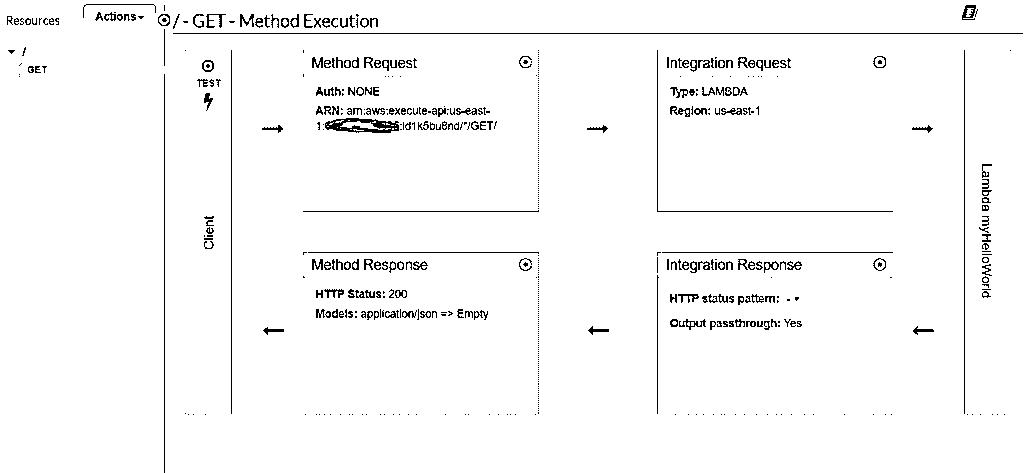 Resources
Actions
/ - GET - Method Execution
/
GET
TEST
Client
Method Request
Auth: NONE
ARN: arn:aws:execute-api:us-east-
1: :ld1k5bu6nd/*/GET/
Integration Request
Type: LAMBDA
Region: us-east-1
Method Response
HTTP Status: 200
Models: application/json => Empty
Integration Response
HTTP status pattern: -
Output passthrough: Yes
Lambda myHelloWorld